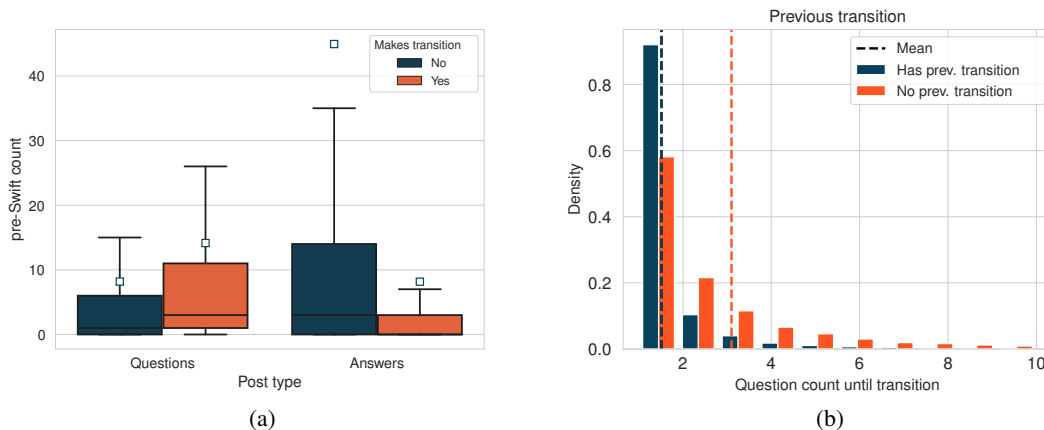 Makes transition
No
Yes
pre-Swift count
40
30
20
10
0
Questions
Answers
Post type
(a)
Previous transition
Mean
Has prev. transition
No prev. transition
Density
0.8
0.6
0.4
0.2
0.0
2
4
6
8
10
Question count until transition
(b)